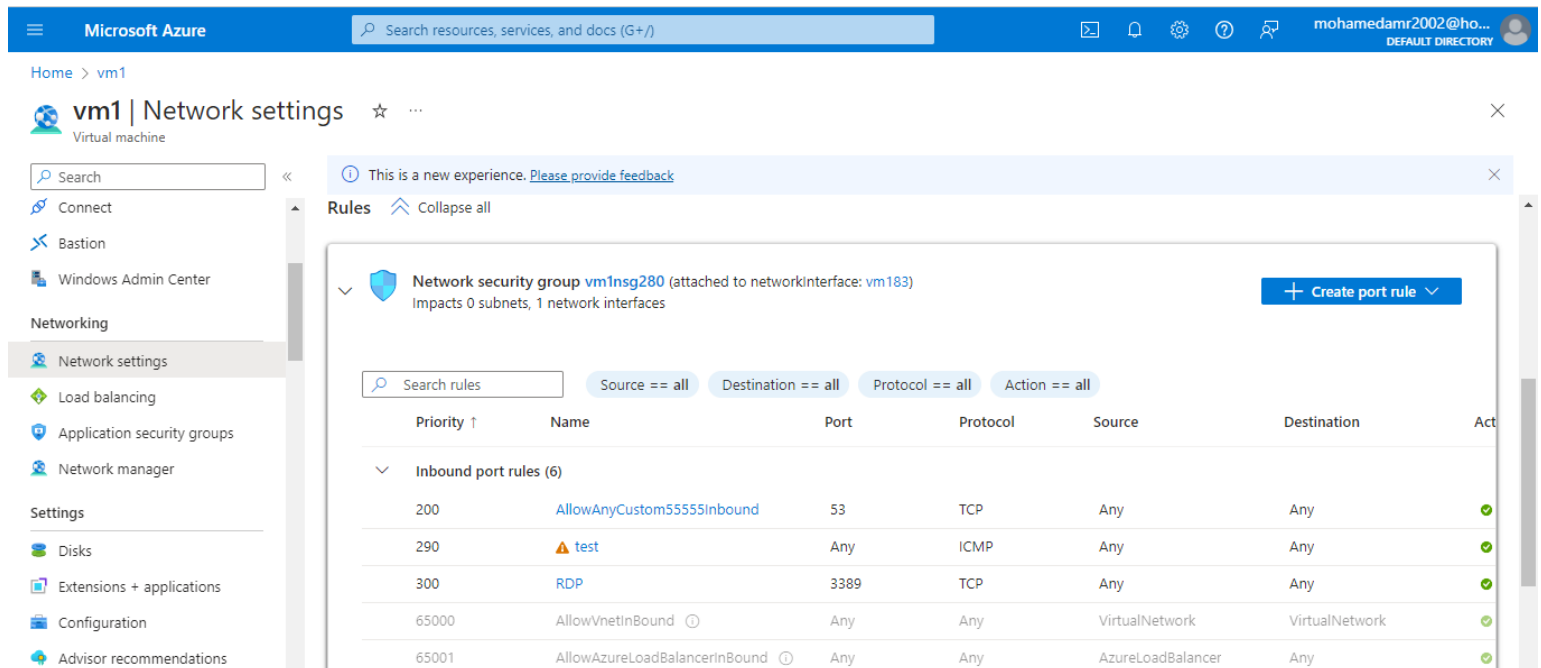 Microsoft Azure
Search resources, services, and docs (G+/)
mohamedamr2002@ho...
DEFAULT DIRECTORY
Home > vm1
vm1 | Network settings
Virtual machine
Search
Connect
Bastion
Windows Admin Center
Networking
Network settings
Load balancing
Application security groups
Network manager
Settings
Disks
Extensions + applications
Configuration
Advisor recommendations
This is a new experience. Please provide feedback
Rules Collapse all
Network security group vm1nsg280 (attached to networkInterface: vm183)
Impacts 0 subnets, 1 network interfaces
+ Create port rule
Search rules
Source == all Destination == all Protocol == all Action == all
Priority ↑ Name Port Protocol Source Destination Act
Inbound port rules (6)
200 AllowAnyCustom55555Inbound 53 TCP Any Any
290 test Any ICMP Any Any
300 RDP 3389 TCP Any Any
65000 AllowVnetInBound Any Any VirtualNetwork VirtualNetwork
65001 AllowAzureLoadBalancerInBound Any Any AzureLoadBalancer Any